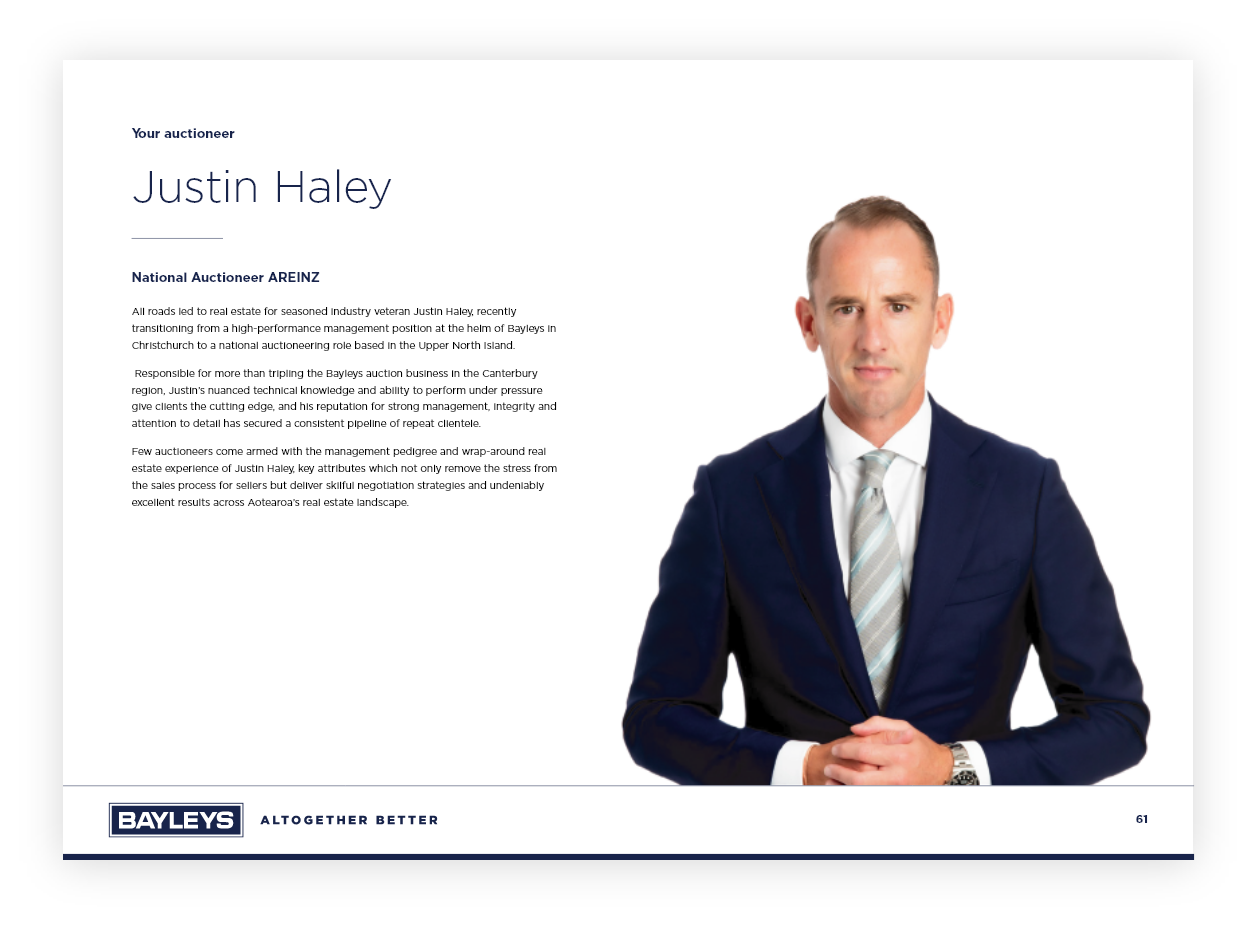 Your auctioneer
Justin Haley
National Auctioneer AREINZ
All roads led to real estate for seasoned industry veteran Justin Haley, recently
transitioning from a high-performance management position at the helm of Bayleys in
Christchurch to a national auctioneering role based in the Upper North Island.
Responsible for more than tripling the Bayleys auction business in the Canterbury
region, Justin's nuanced technical knowledge and ability to perform under pressure
give clients the cutting edge, and his reputation for strong management, integrity and
attention to detail has secured a consistent pipeline of repeat clientele.
Few auctioneers come armed with the management pedigree and wrap-around real
estate experience of Justin Haley, key attributes which not only remove the stress from
the sales process for sellers but deliver skilful negotiation strategies and undeniably
excellent results across Aotearoa's real estate landscape.
BAYLEYS
ALTOGETHER BETTER
61